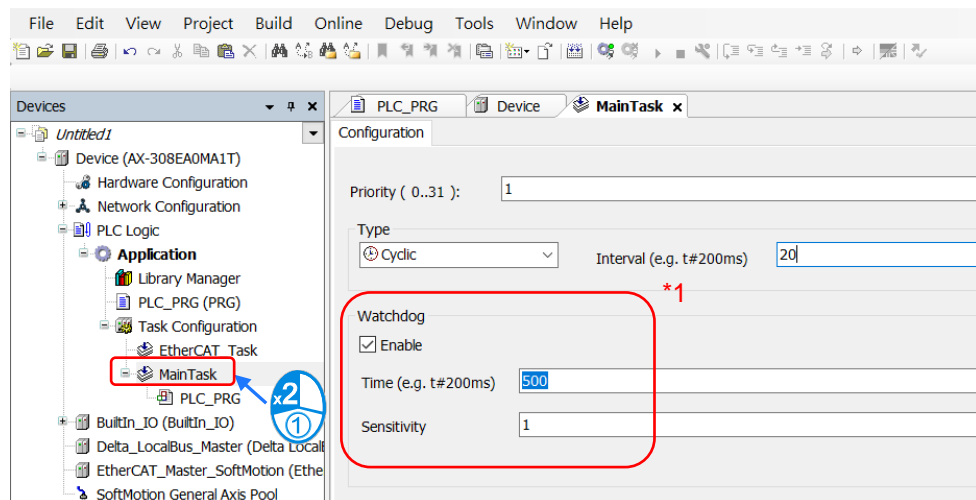 File Edit View Project Build Online Debug Tools Window Help
Devices
PLC_PRG Device MainTask
Untitled1
Configuration
Device (AX-308EA0MA1T)
Hardware Configuration
Priority ( 0..31 ): 1
Network Configuration
PLC Logic
Type
Application
Cyclic Interval (e.g. t#200ms) 20
Library Manager
*1
PLC_PRG (PRG)
Watchdog
Task Configuration
Enable
EtherCAT_Task
MainTask
Time (e.g. t#200ms) 500
x2
PLC_PRG
1
BuiltIn_IO (BuiltIn_IO)
Sensitivity 1
Delta_LocalBus_Master (Delta Local
EtherCAT_Master_SoftMotion (Ethe
SoftMotion General Axis Pool